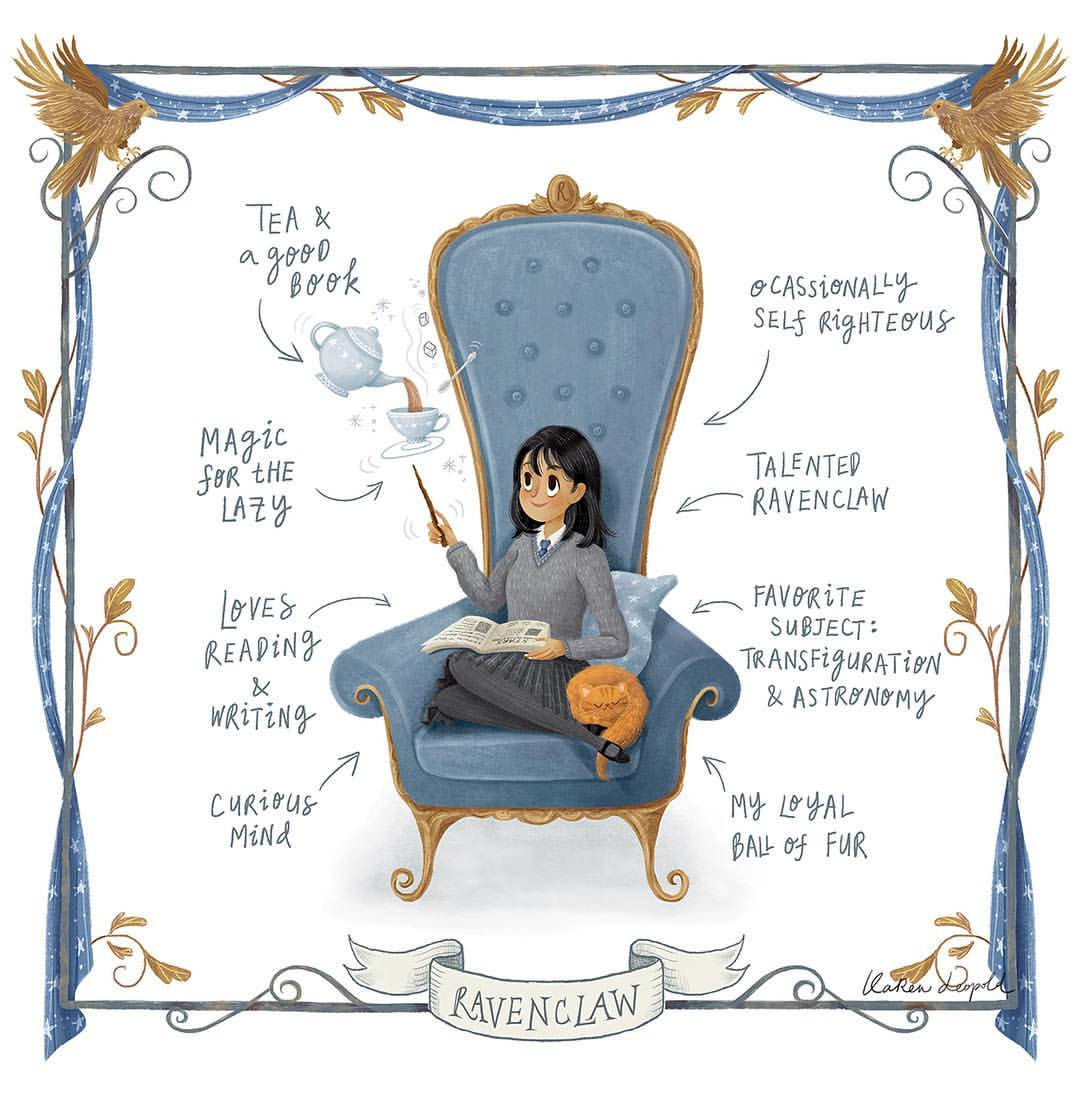 R
TEA &
a good
BOOK
MAGIC
FOR tHE
LAZY
LOVES
READING
&
WRITING
CURIOUS
MIND
OCASSIONALLY
SELF RIGHTEOUS
TALENTED
RAVENCLAW
FAVORITE
SUBJECT:
TRANSFIGURATION
& ASTRONOMY
MY LOYAL
BALL OF FUR
RAVENCLAW
Karen Leopold